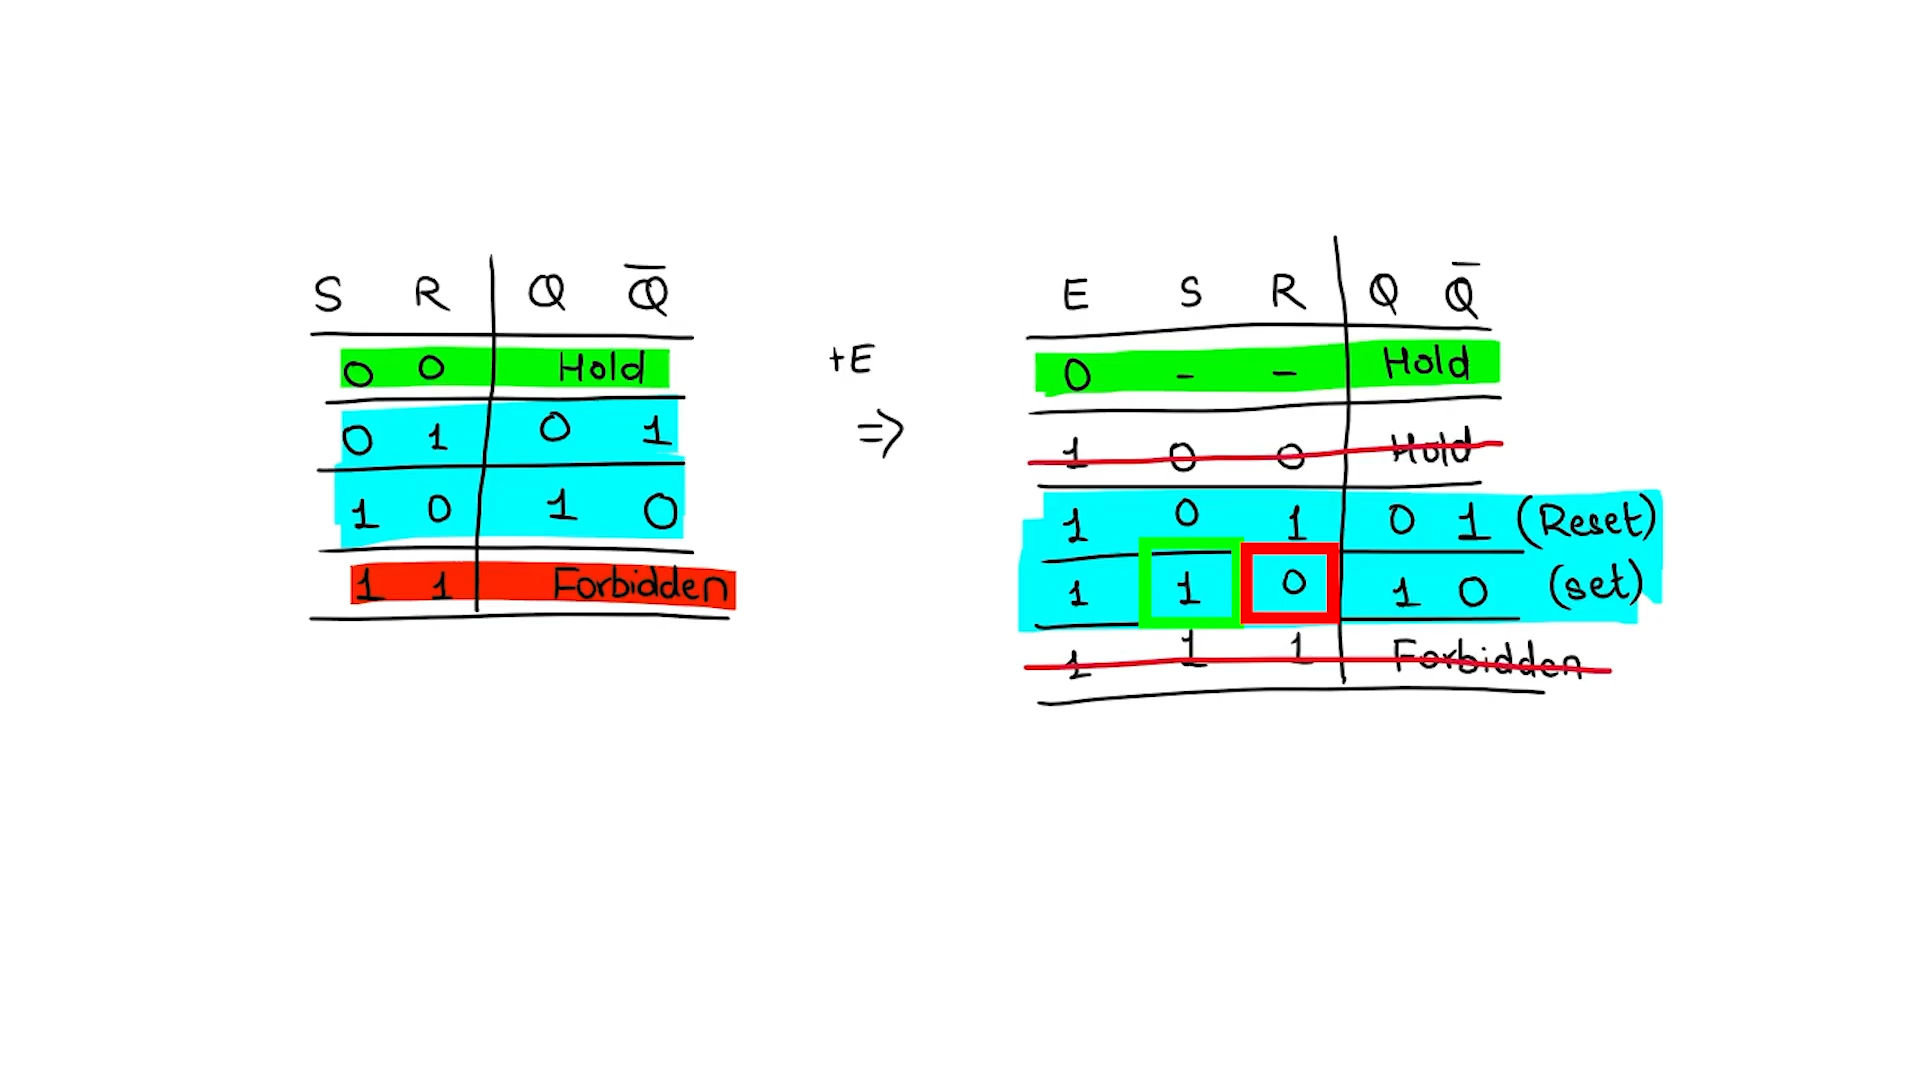 S R Q Q̅
0 0 Hold
0 1 0 1
1 0 1 0
1 1 Forbidden
+E
⇒
E S R Q Q̅
0 - - Hold
1 0 0 Hold
1 0 1 0 1 (Reset)
1 1 0 1 0 (set)
1 1 1 Forbidden